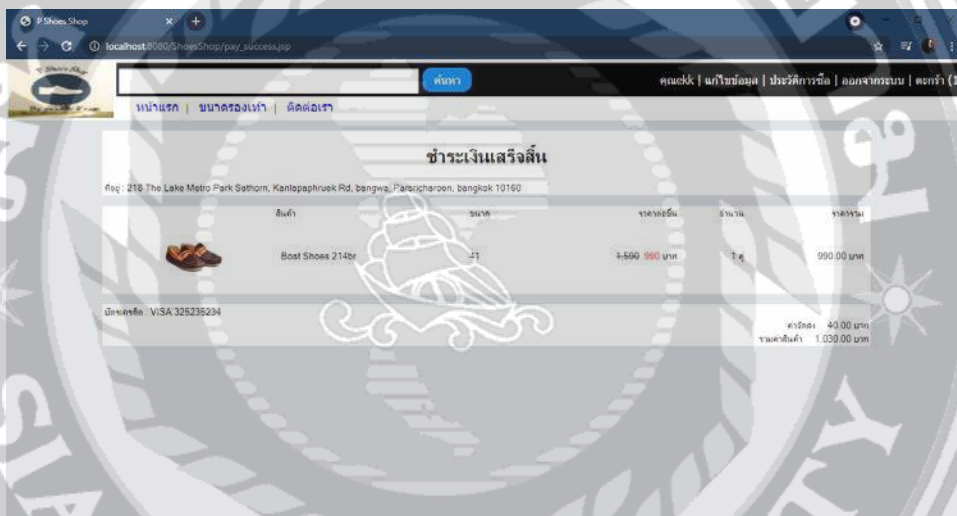 P Shoes Shop
localhost:8080/ShoesShop/pay_success.jsp
P Shoes Shop
ค้นหา
คุณekk | แก้ไขข้อมูล | ประวัติการซื้อ | ออกจากระบบ | ตะกร้า (1
หน้าแรก | ขนาดรองเท้า | ติดต่อเรา
ชำระเงินเสร็จสิ้น
ที่อยู่ : 218 The Lake Metro Park Sathorn, Kanlapaphruek Rd, bangwa, Pasricharoen, bangkok 10160
สินค้า ขนาด ราคาต่อชิ้น จำนวน ราคารวม
Boat Shoes 214br 41 1,590 990 บาท 1 คู่ 990.00 บาท
บัตรเครดิต : VISA 325235234
ค่าจัดส่ง 40.00 บาท
รวมค่าสินค้า 1,030.00 บาท
SIA
ITY